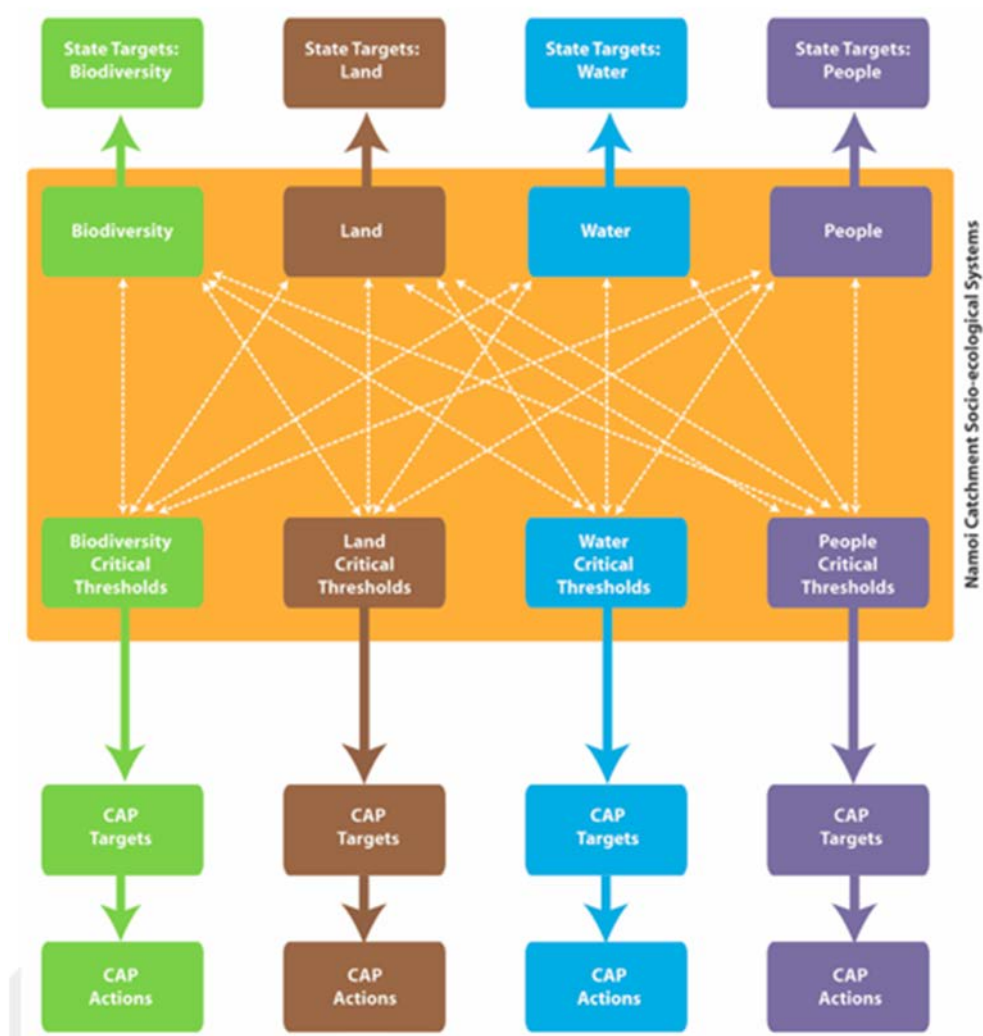 State Targets:
Biodiversity
State Targets:
Land
State Targets:
Water
State Targets:
People
Biodiversity
Land
Water
People
Namoi Catchment Socio-ecological Systems
Biodiversity
Critical
Thresholds
Land
Critical
Thresholds
Water
Critical
Thresholds
People
Critical
Thresholds
CAP
Targets
CAP
Targets
CAP
Targets
CAP
Targets
CAP
Actions
CAP
Actions
CAP
Actions
CAP
Actions